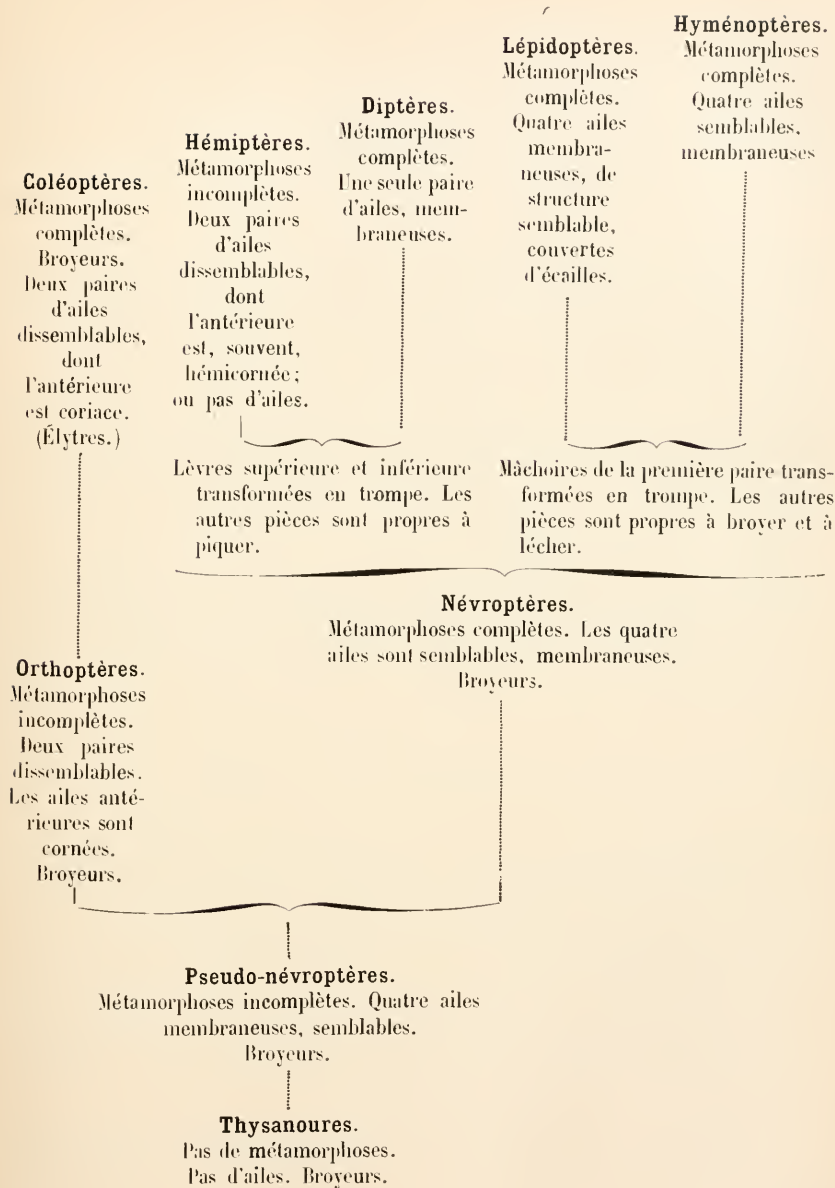 Coléoptères.
Métamorphoses
complètes.
Broyeurs.
Deux paires
d'ailes
dissemblables,
dont
l'antérieure
est coriace.
(Élytres.)
Hémiptères.
Métamorphoses
incomplètes.
Deux paires
d'ailes
dissemblables,
dont
l'antérieure
est, souvent,
hémicornée;
ou pas d'ailes.
Diptères.
Métamorphoses
complètes.
Une seule paire
d'ailes, mem-
braneuses.
Lépidoptères.
Métamorphoses
complètes.
Quatre ailes
membra-
neuses, de
structure
semblable,
couvertes
d'écailles.
Hyménoptères.
Métamorphoses
complètes.
Quatre ailes
semblables,
membraneuses
Lèvres supérieure et inférieure
transformées en trompe. Les
autres pièces sont propres à
piquer.
Mâchoires de la première paire trans-
formées en trompe. Les autres
pièces sont propres à broyer et à
lécher.
Névroptères.
Métamorphoses complètes. Les quatre
ailes sont semblables, membraneuses.
Broyeurs.
Orthoptères.
Métamorphoses
incomplètes.
Deux paires
dissemblables.
Les ailes anté-
rieures sont
cornées.
Broyeurs.
Pseudo-névroptères.
Métamorphoses incomplètes. Quatre ailes
membraneuses, semblables.
Broyeurs.
Thysanoures.
Pas de métamorphoses.
Pas d'ailes. Broyeurs.